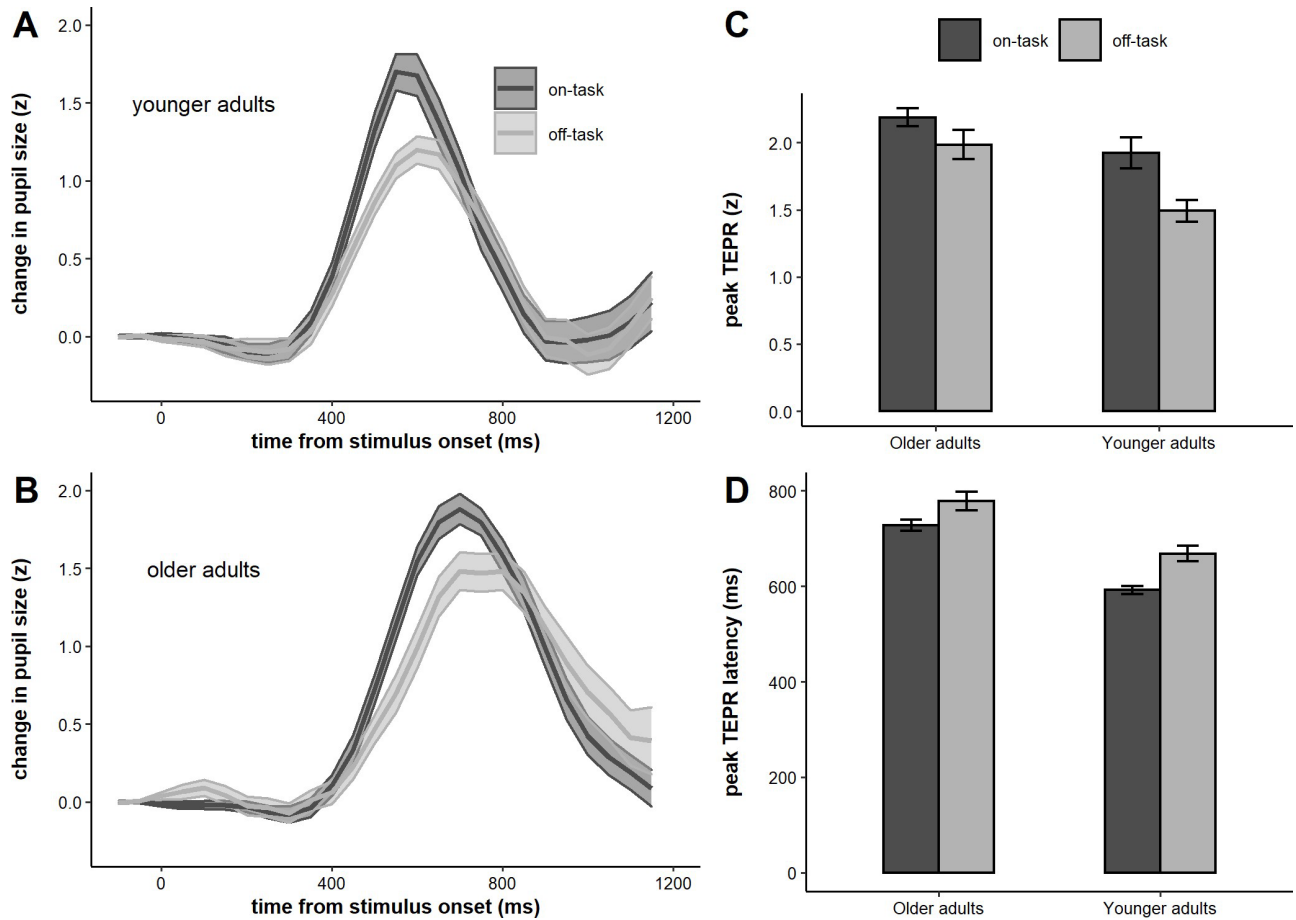 A
2.0
1.5
1.0
0.5
0.0
change in pupil size (z)
younger adults
on-task
off-task
0
400
800
1200
time from stimulus onset (ms)
B
2.0
1.5
1.0
0.5
0.0
change in pupil size (z)
older adults
0
400
800
1200
time from stimulus onset (ms)
C
on-task
off-task
2.0
1.5
1.0
0.5
0.0
peak TEPR (z)
Older adults
Younger adults
D
800
600
400
200
0
peak TEPR latency (ms)
Older adults
Younger adults